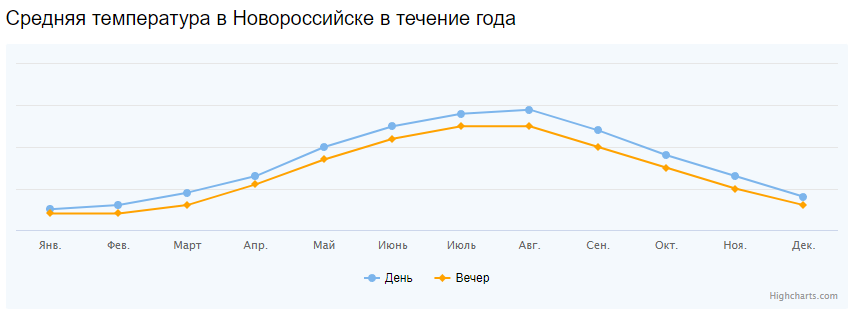 Средняя температура в Новороссийске в течение года
Янв. Фев. Март Апр. Май Июнь Июль Авг. Сен. Окт. Ноя. Дек.
День Вечер
Highcharts.com